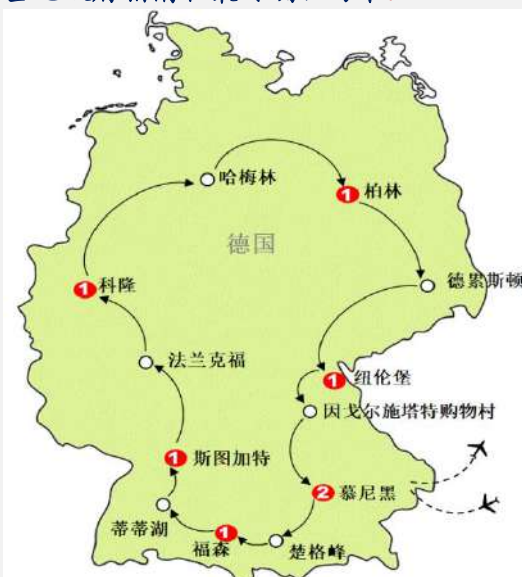 哈梅林
1 柏林
德国
德累斯顿
1 科隆
法兰克福
1 纽伦堡
因戈尔施塔特购物村
1 斯图加特
2 慕尼黑
蒂蒂湖
1
福森
楚格峰